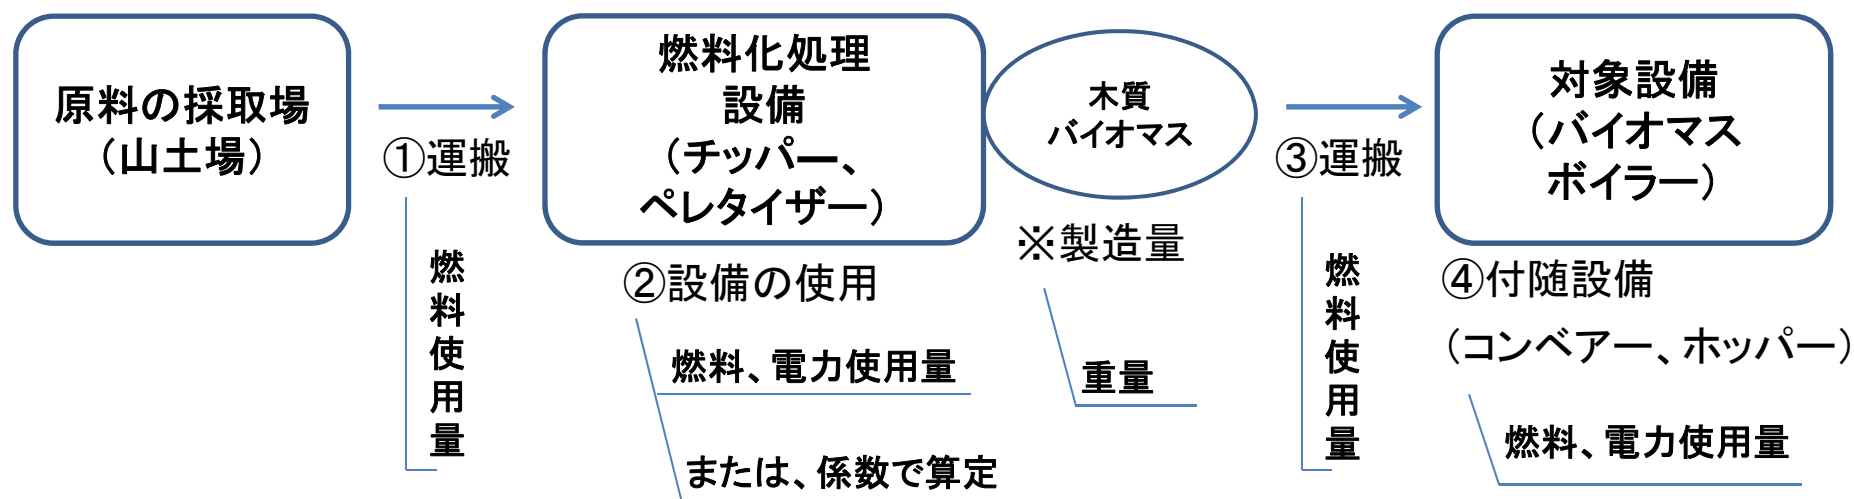 原料の採取場
（山土場）
①運搬
燃料使用量
燃料化処理
設備
（チッパー、
ペレタイザー）
②設備の使用
燃料、電力使用量
または、係数で算定
木質
バイオマス
※製造量
重量
③運搬
燃料使用量
対象設備
（バイオマス
ボイラー）
④付随設備
（コンベアー、ホッパー）
燃料、電力使用量